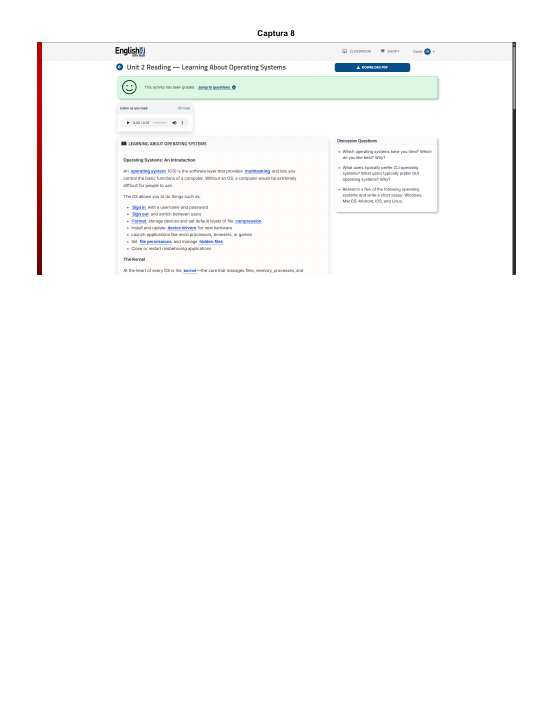 Captura 8
English4
CLASSROOM
SHOP
David
Unit 2 Reading — Learning About Operating Systems
DOWNLOAD PDF
This activity has been graded. Jump to questions
Listen as you read
0:00 / 4:37
LEARNING ABOUT OPERATING SYSTEMS
Operating Systems: An Introduction
An operating system (OS) is the software layer that provides multitasking and lets you
control the basic functions of a computer. Without an OS, a computer would be extremely
difficult for people to use.
The OS allows you to do things such as:
• Sign in with a username and password
• Sign out and switch between users
• Format storage devices and set default levels of file compression
• Install and update device drivers for new hardware
• Launch applications like word processors, browsers, or games
• Set file permissions and manage hidden files
• Close or restart misbehaving applications
The Kernel
At the heart of every OS is the kernel—the core that manages files, memory, processes, and
Discussion Questions
• Which operating systems have you tried? Which
do you like best? Why?
• What users typically prefer CLI operating
systems? What users typically prefer GUI
operating systems? Why?
• Research a few of the following operating
systems and write a short essay: Windows,
MacOS, Android, iOS, and Linux.